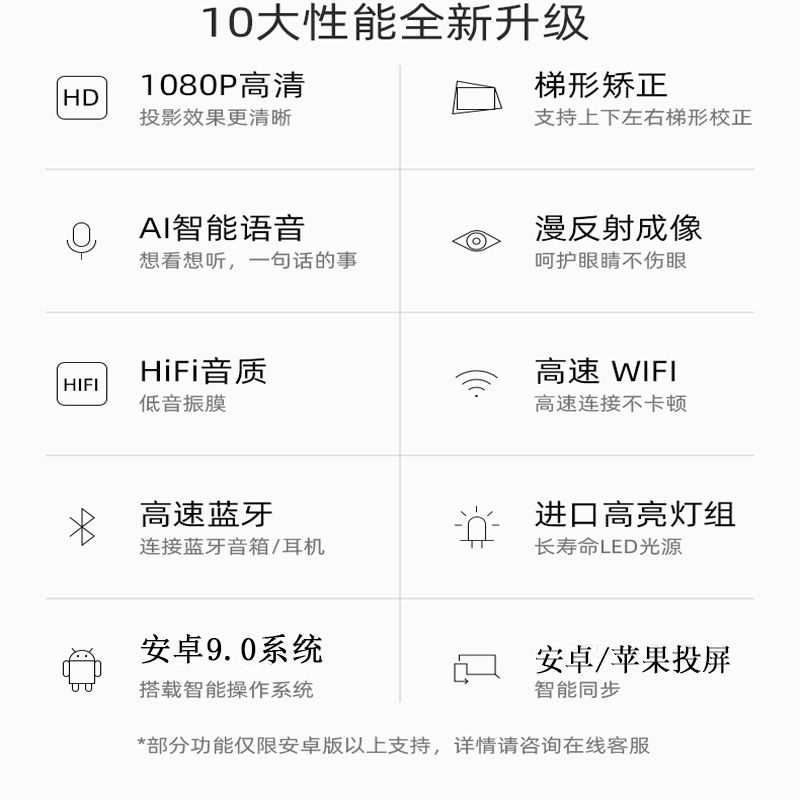 10大性能全新升级
HD
1080P高清
投影效果更清晰
梯形矫正
支持上下左右梯形校正
AI智能语音
想看想听，一句话的事
漫反射成像
呵护眼睛不伤眼
HIFI
HiFi音质
低音振膜
高速 WIFI
高速连接不卡顿
高速蓝牙
连接蓝牙音箱/耳机
进口高亮灯组
长寿命LED光源
安卓9.0系统
搭载智能操作系统
安卓/苹果投屏
智能同步
*部分功能仅限安卓版以上支持，详情请咨询在线客服